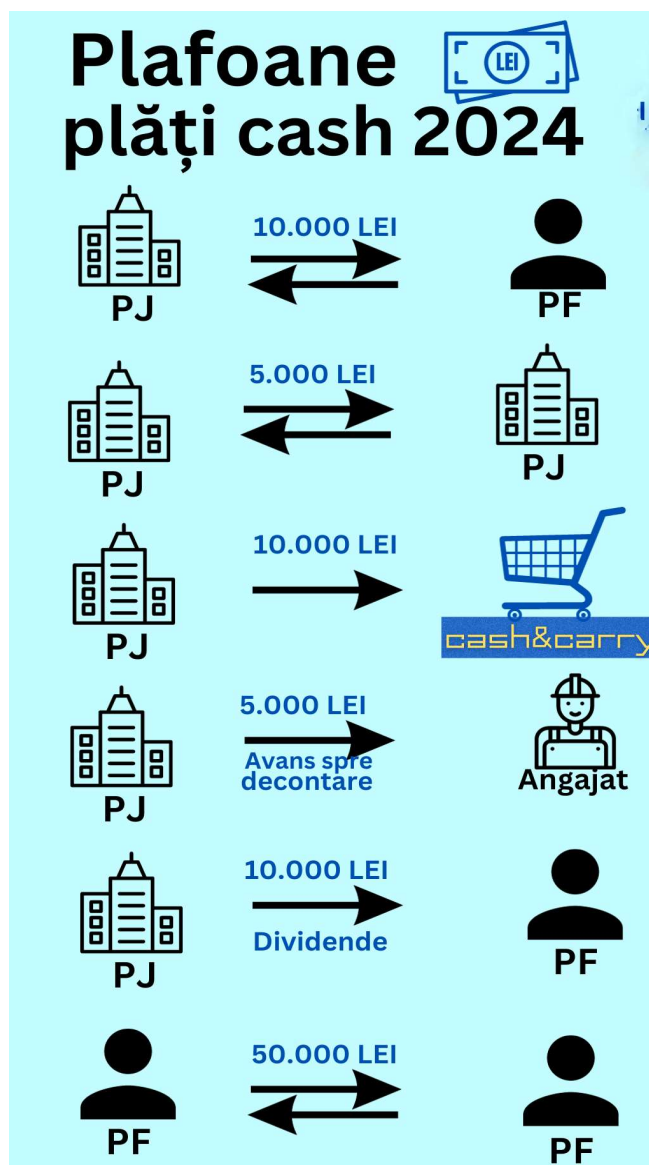 Plafoane
LEI
plăți cash 2024
10.000 LEI
PJ
PF
5.000 LEI
PJ
PJ
10.000 LEI
PJ
cash&carry
5.000 LEI
Avans spre
decontare
PJ
Angajat
10.000 LEI
Dividende
PJ
PF
50.000 LEI
PF
PF